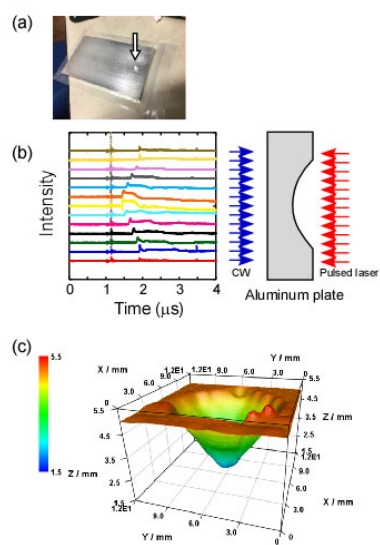 (a)
(b)
Intensity
0 1 2 3 4
Time (μs)
CW
Pulsed laser
Aluminum plate
(c)
5.5
1.5
Z / mm
X / mm
3.0
6.0
9.0
1.2E1
1.2E1
9.0
6.0
3.0
Y / mm
0
5.5
4.5
3.5
2.5
1.5
1.2E1
9.0
6.0
3.0
0
Y / mm
X / mm
0
3.0
6.0
9.0
1.2E1
5.5
4.5
3.5
2.5
1.5
Z / mm